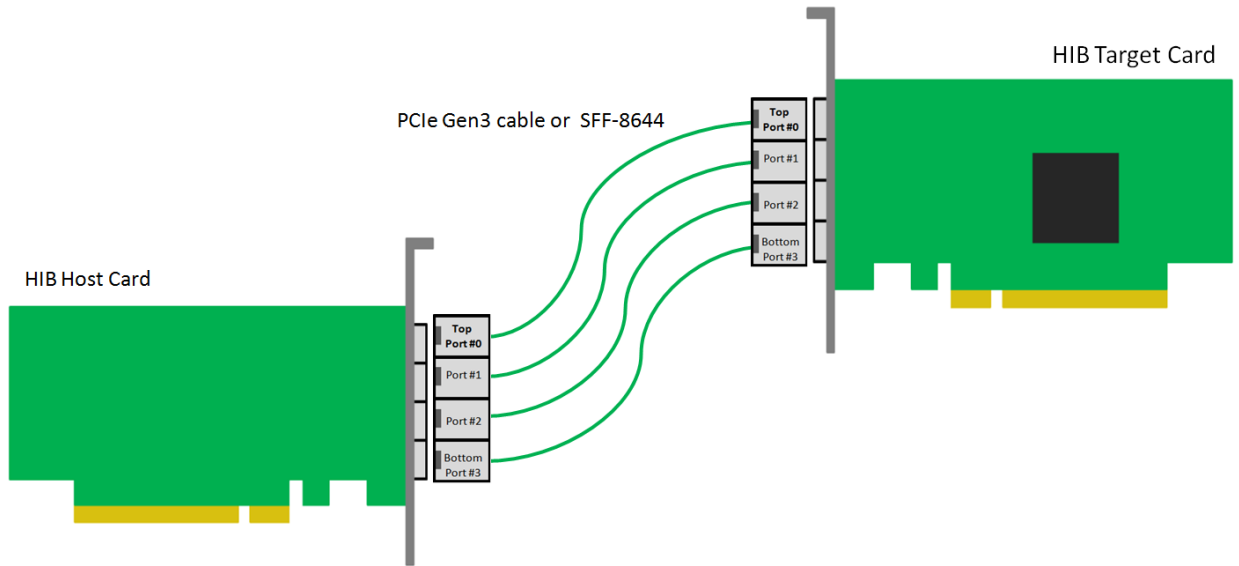 HIB Target Card
PCIe Gen3 cable or SFF-8644
Top
Port #0
Port #1
Port #2
Bottom
Port #3
HIB Host Card
Top
Port #0
Port #1
Port #2
Bottom
Port #3